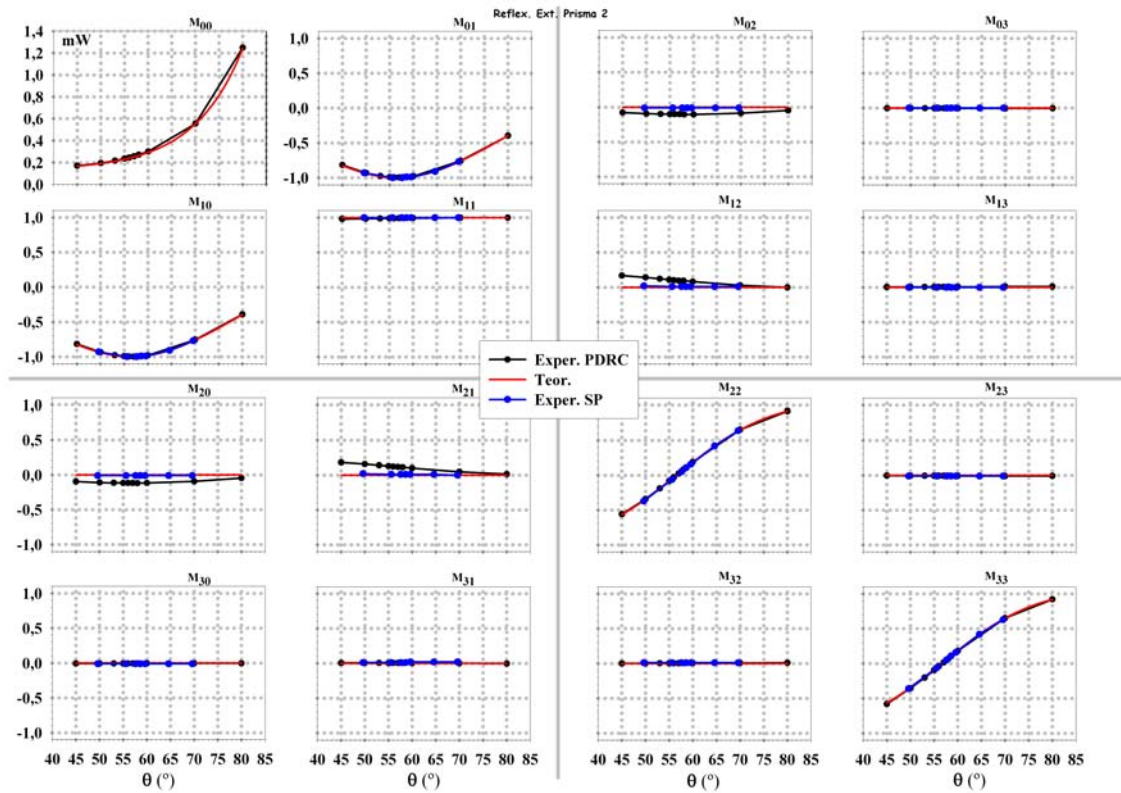 Reflex. Ext. Prisma 2
M00
M01
M02
M03
1,4
1,2
1,0
0,8
0,6
0,4
0,2
0,0
mW
1,0
0,5
0,0
-0,5
-1,0
M10
M11
M12
M13
1,0
0,5
0,0
-0,5
-1,0
Exper. PDRC
Teor.
Exper. SP
M20
M21
M22
M23
1,0
0,5
0,0
-0,5
-1,0
M30
M31
M32
M33
1,0
0,5
0,0
-0,5
-1,0
40 45 50 55 60 65 70 75 80 85
40 45 50 55 60 65 70 75 80 85
40 45 50 55 60 65 70 75 80 85
40 45 50 55 60 65 70 75 80 85
θ (°)
θ (°)
θ (°)
θ (°)